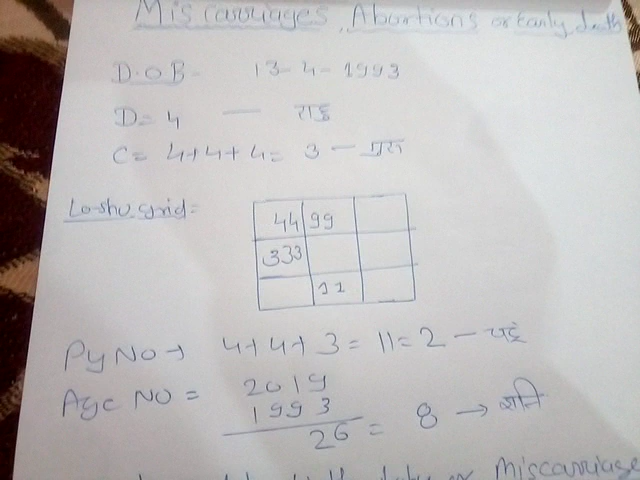 Miscarriages, Abortions or Early death
D.O.B- 13-4-1993
D= 4 — राहु
C= 4+4+4= 3 — गुरु
Lo-shu grid=
44 99
333
11
PY No → 4+4+3= 11=2 — चंद्र
Age NO = 2019
1993
26 = 8 → शनि
miscarriage